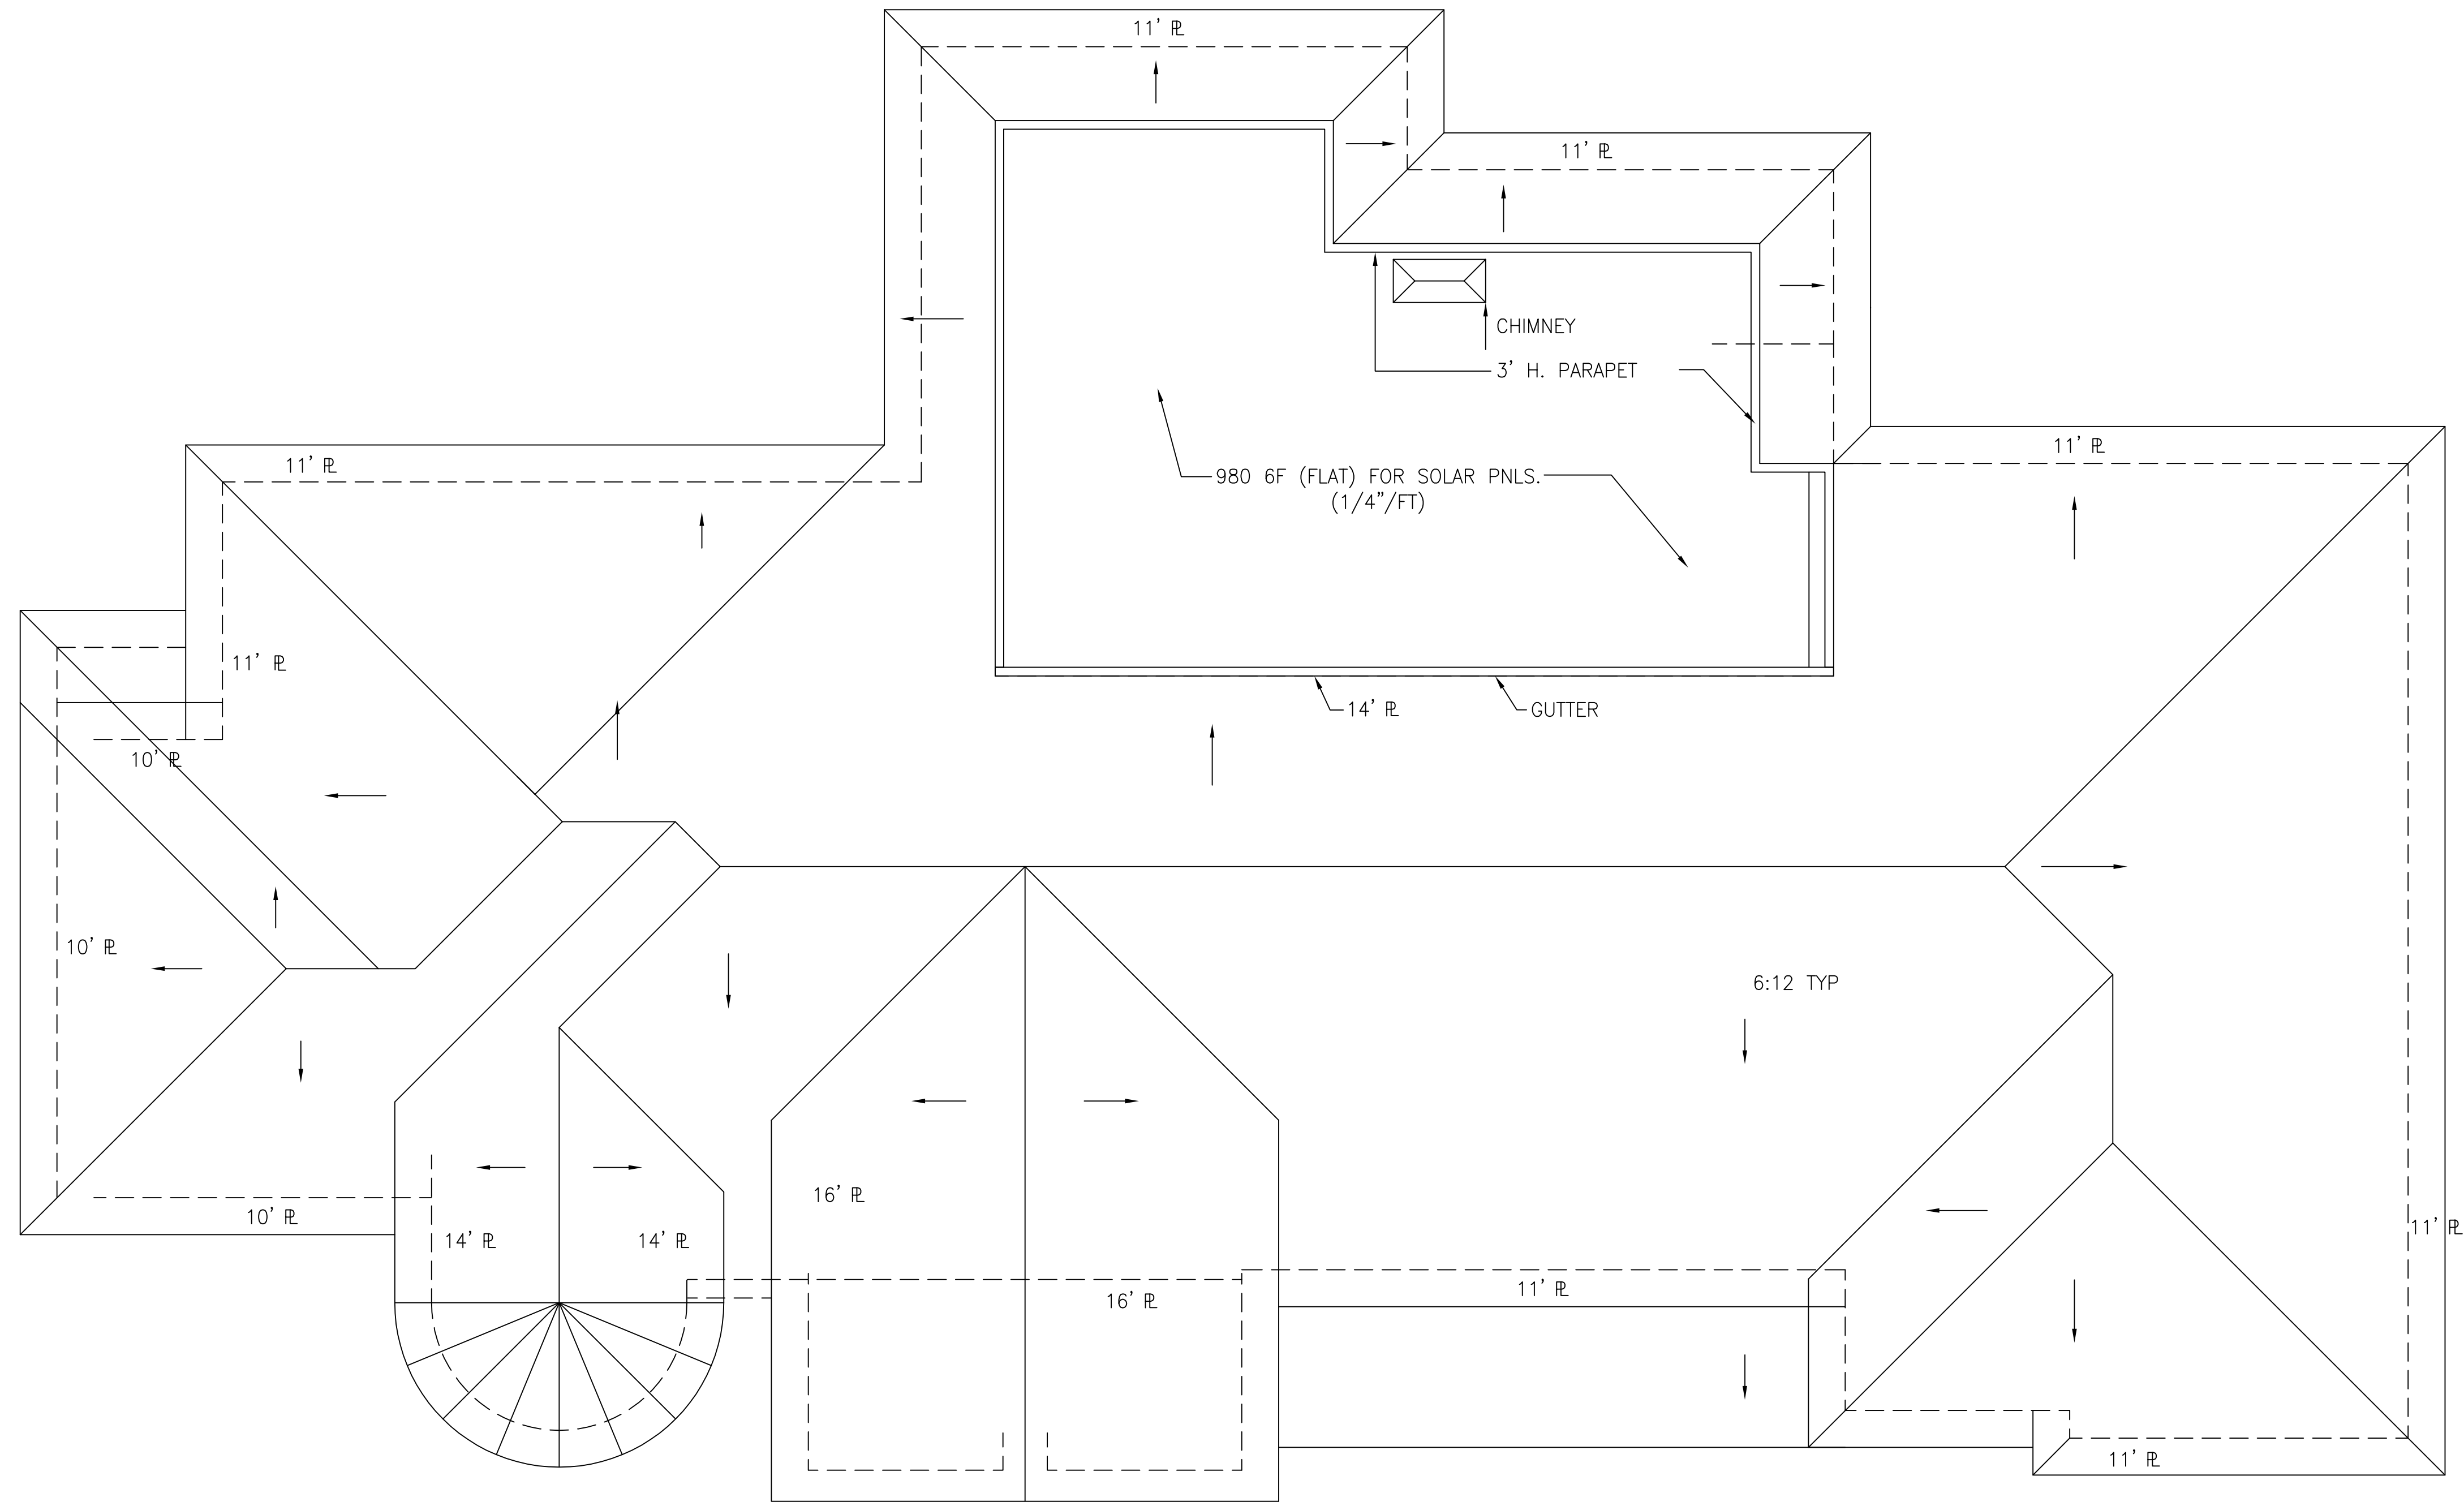 11' PL
11' PL
CHIMNEY
3' H. PARAPET
11' PL
11' PL
980 6F (FLAT) FOR SOLAR PNLS.
(1/4"/FT)
11' PL
14' PL
GUTTER
10' PL
10' PL
6:12 TYP
16' PL
10' PL
14' PL
14' PL
11' PL
11' PL
16' PL
11' PL